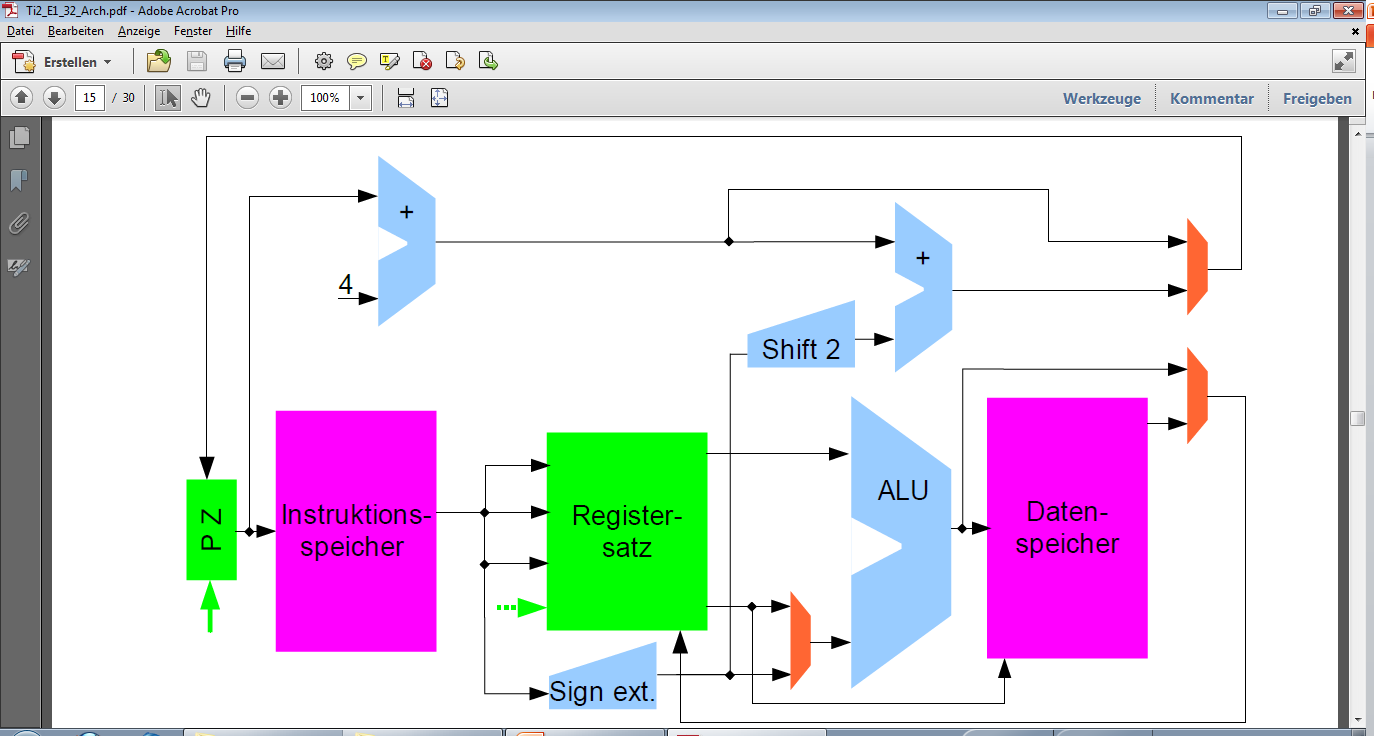 Ti2_E1_32_Arch.pdf - Adobe Acrobat Pro
Datei Bearbeiten Anzeige Fenster Hilfe
Erstellen
15 / 30 100% Werkzeuge Kommentar Freigeben
+
+
4
Shift 2
ALU
P Z
Instruktions-
speicher
Register-
satz
Daten-
speicher
Sign ext.